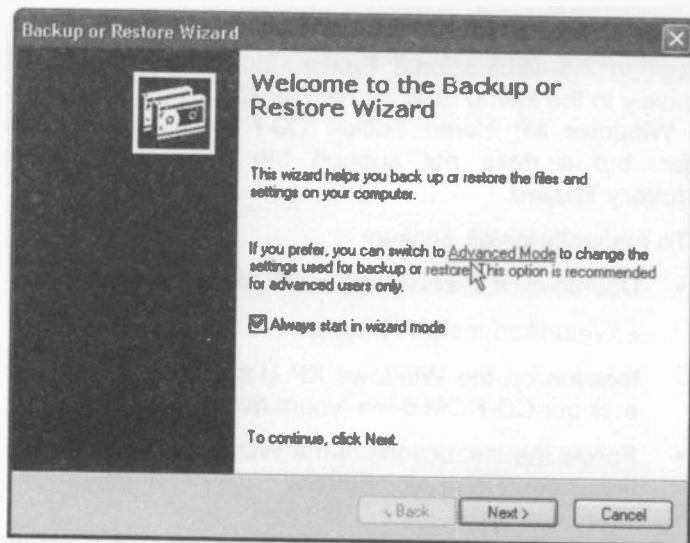 Backup or Restore Wizard
Welcome to the Backup or
Restore Wizard
This wizard helps you back up or restore the files and
settings on your computer.
If you prefer, you can switch to Advanced Mode to change the
settings used for backup or restore. This option is recommended
for advanced users only.
Always start in wizard mode
To continue, click Next.
< Back
Next >
Cancel